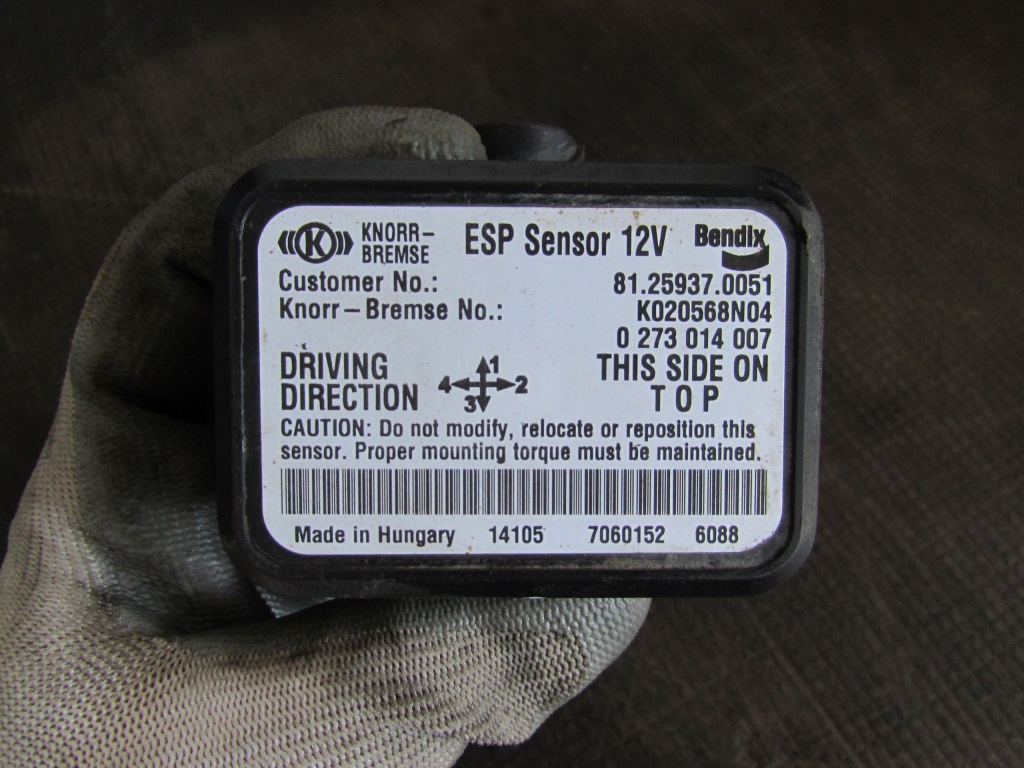 K KNORR-BREMSE ESP Sensor 12V Bendix
Customer No.: 81.25937.0051
Knorr-Bremse No.: K020568N04
0 273 014 007
DRIVING DIRECTION 1 2 3 4 THIS SIDE ON TOP
CAUTION: Do not modify, relocate or reposition this
sensor. Proper mounting torque must be maintained.
Made in Hungary 14105 7060152 6088